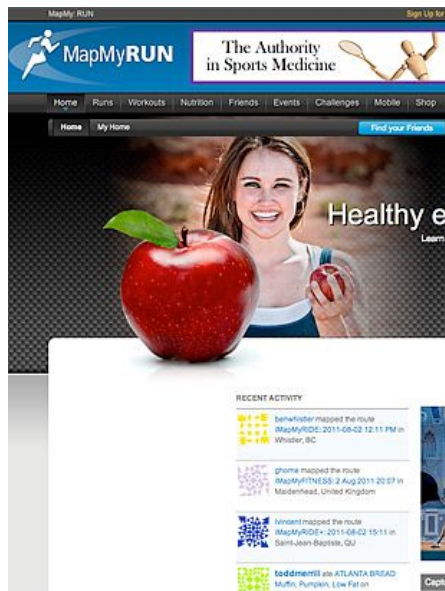 MapMy: RUN
Sign Up for
MapMyRUN
The Authority
in Sports Medicine
Home Runs Workouts Nutrition Friends Events Challenges Mobile Shop
Home My Home
Find your Friends
Healthy e
Learn
RECENT ACTIVITY
benwhistler mapped the route
iMapMyRIDE: 2011-08-02 12:11 PM in
Whistler, BC
ghorne mapped the route
iMapMyFITNESS: 2 Aug 2011 20:07 in
Maidenhead, United Kingdom
lvincent mapped the route
iMapMyRIDE+: 2011-08-02 15:11 in
Saint-Jean-Baptiste, QU
toddmerrill ate ATLANTA BREAD
Muffin, Pumpkin, Low Fat on
Capt